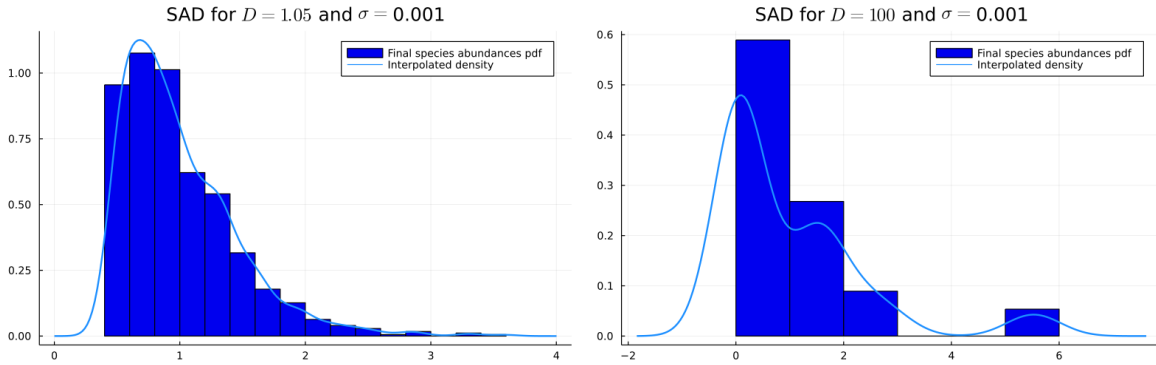 SAD for D = 1.05 and σ = 0.001
Final species abundances pdf
Interpolated density
1.00
0.75
0.50
0.25
0.00
0 1 2 3 4
SAD for D = 100 and σ = 0.001
Final species abundances pdf
Interpolated density
0.6
0.5
0.4
0.3
0.2
0.1
0.0
−2 0 2 4 6